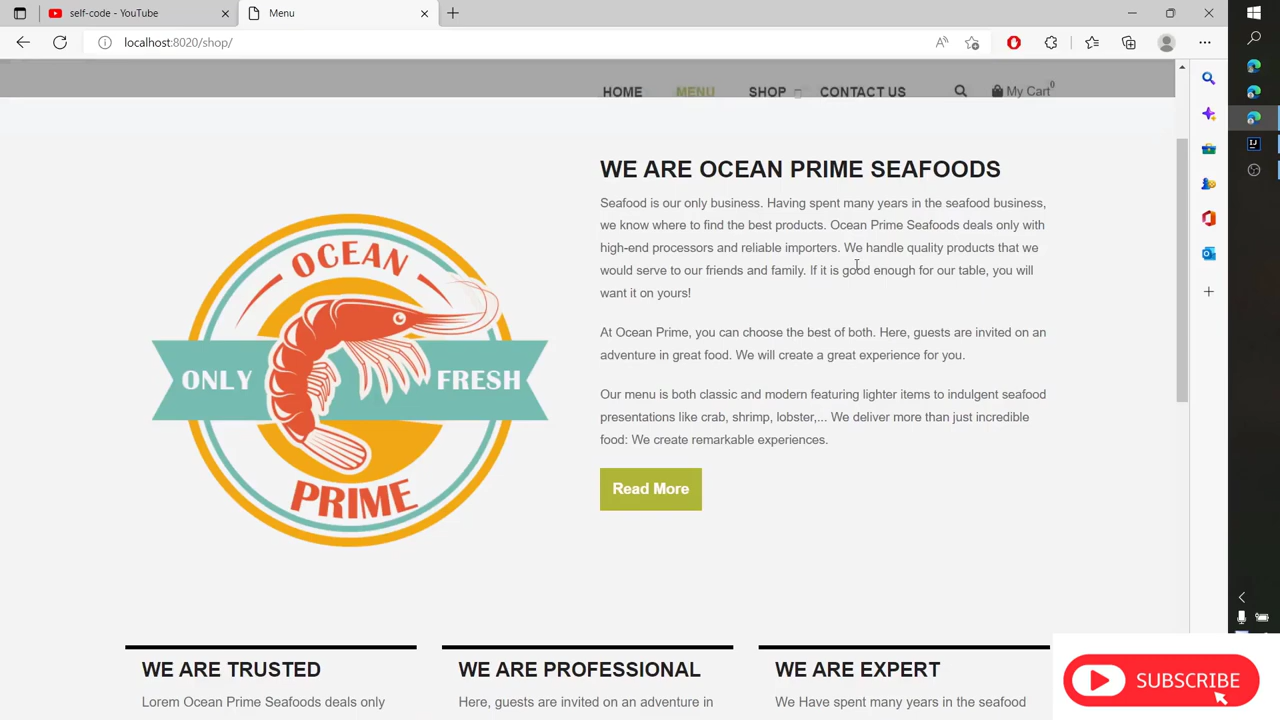 self-code - YouTube
Menu
localhost:8020/shop/
HOME MENU SHOP CONTACT US My Cart 0
WE ARE OCEAN PRIME SEAFOODS
Seafood is our only business. Having spent many years in the seafood business,
we know where to find the best products. Ocean Prime Seafoods deals only with
high-end processors and reliable importers. We handle quality products that we
would serve to our friends and family. If it is good enough for our table, you will
want it on yours!
At Ocean Prime, you can choose the best of both. Here, guests are invited on an
adventure in great food. We will create a great experience for you.
Our menu is both classic and modern featuring lighter items to indulgent seafood
presentations like crab, shrimp, lobster,... We deliver more than just incredible
food: We create remarkable experiences.
Read More
OCEAN
ONLY FRESH
PRIME
WE ARE TRUSTED
Lorem Ocean Prime Seafoods deals only
WE ARE PROFESSIONAL
Here, guests are invited on an adventure in
WE ARE EXPERT
We Have spent many years in the seafood
SUBSCRIBE